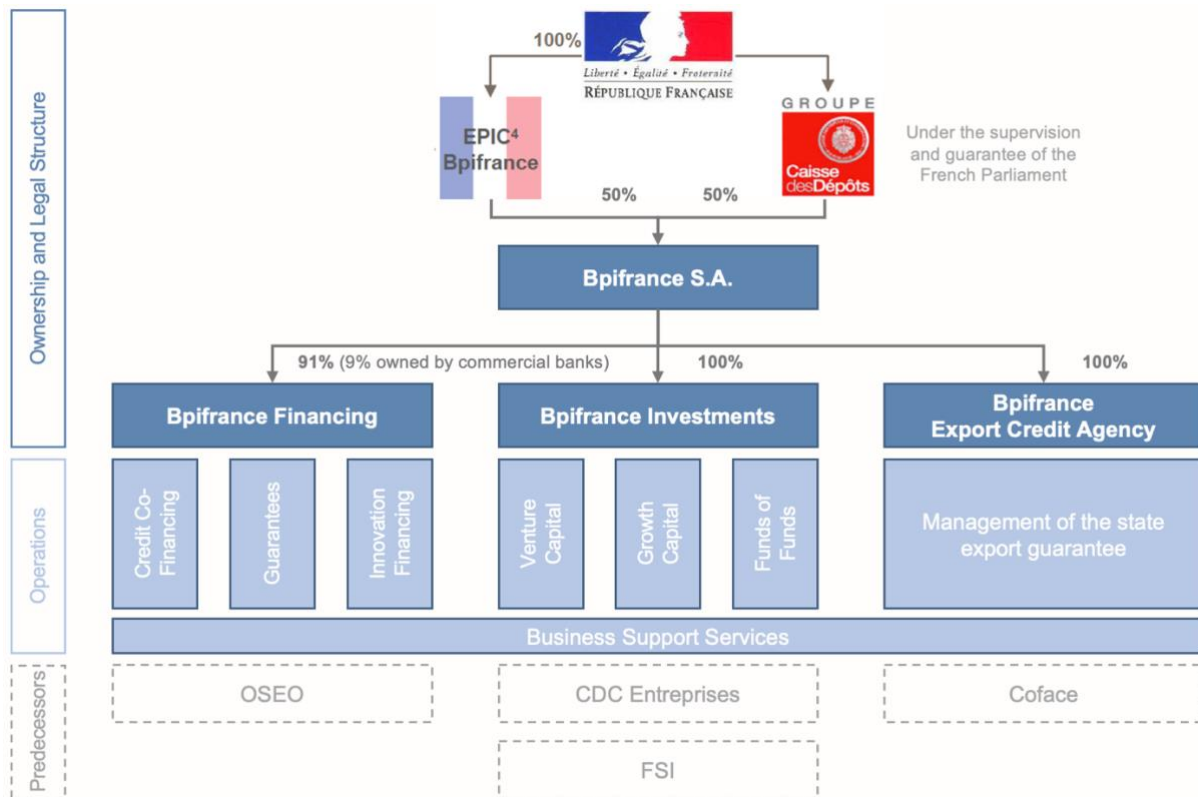 100%
Liberté • Égalité • Fraternité
RÉPUBLIQUE FRANÇAISE
EPIC⁴
Bpifrance
GROUPE
Caisse
desDépôts
Under the supervision
and guarantee of the
French Parliament
50%
50%
Ownership and Legal Structure
Bpifrance S.A.
91% (9% owned by commercial banks)
100%
100%
Bpifrance Financing
Bpifrance Investments
Bpifrance
Export Credit Agency
Operations
Credit Co-
Financing
Guarantees
Innovation
Financing
Venture
Capital
Growth
Capital
Funds of
Funds
Management of the state
export guarantee
Business Support Services
Predecessors
OSEO
CDC Entreprises
Coface
FSI